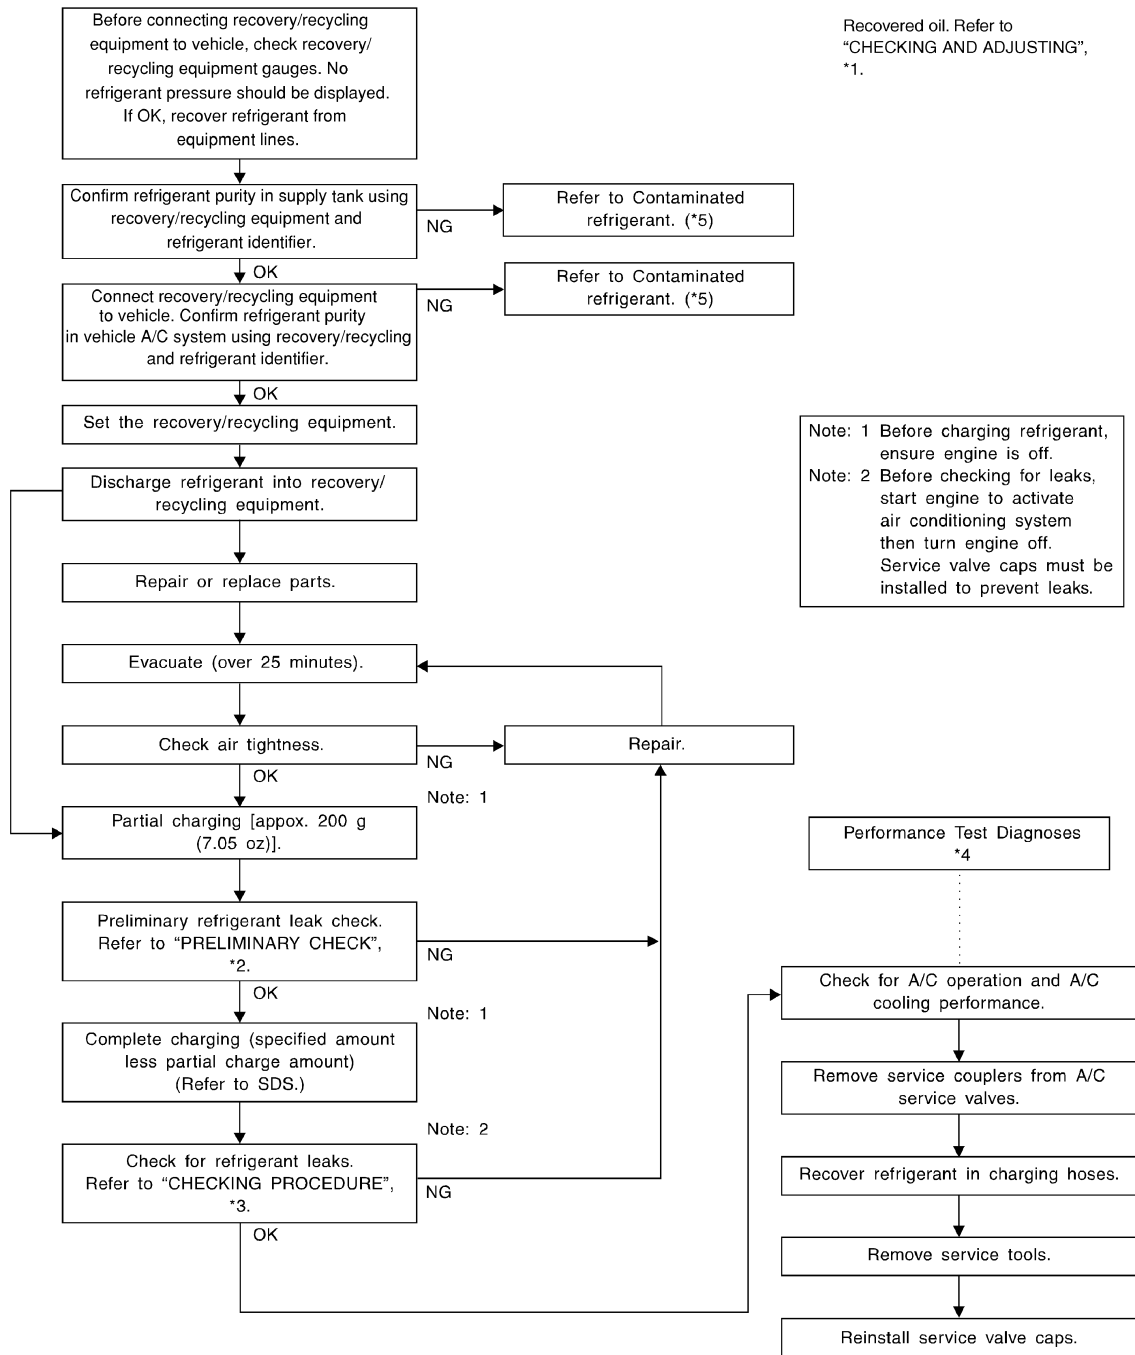 Before connecting recovery/recycling
equipment to vehicle, check recovery/
recycling equipment gauges. No
refrigerant pressure should be displayed.
If OK, recover refrigerant from
equipment lines.
Recovered oil. Refer to
“CHECKING AND ADJUSTING”,
*1.
Confirm refrigerant purity in supply tank using
recovery/recycling equipment and
refrigerant identifier.
NG
Refer to Contaminated
refrigerant. (*5)
OK
Connect recovery/recycling equipment
to vehicle. Confirm refrigerant purity
in vehicle A/C system using recovery/recycling
and refrigerant identifier.
NG
Refer to Contaminated
refrigerant. (*5)
OK
Set the recovery/recycling equipment.
Discharge refrigerant into recovery/
recycling equipment.
Note: 1 Before charging refrigerant,
ensure engine is off.
Note: 2 Before checking for leaks,
start engine to activate
air conditioning system
then turn engine off.
Service valve caps must be
installed to prevent leaks.
Repair or replace parts.
Evacuate (over 25 minutes).
Check air tightness.
NG
Repair.
OK
Note: 1
Partial charging [appox. 200 g
(7.05 oz)].
Preliminary refrigerant leak check.
Refer to “PRELIMINARY CHECK”,
*2.
NG
OK
Note: 1
Complete charging (specified amount
less partial charge amount)
(Refer to SDS.)
Note: 2
Check for refrigerant leaks.
Refer to “CHECKING PROCEDURE”,
*3.
NG
OK
Performance Test Diagnoses
*4
Check for A/C operation and A/C
cooling performance.
Remove service couplers from A/C
service valves.
Recover refrigerant in charging hoses.
Remove service tools.
Reinstall service valve caps.